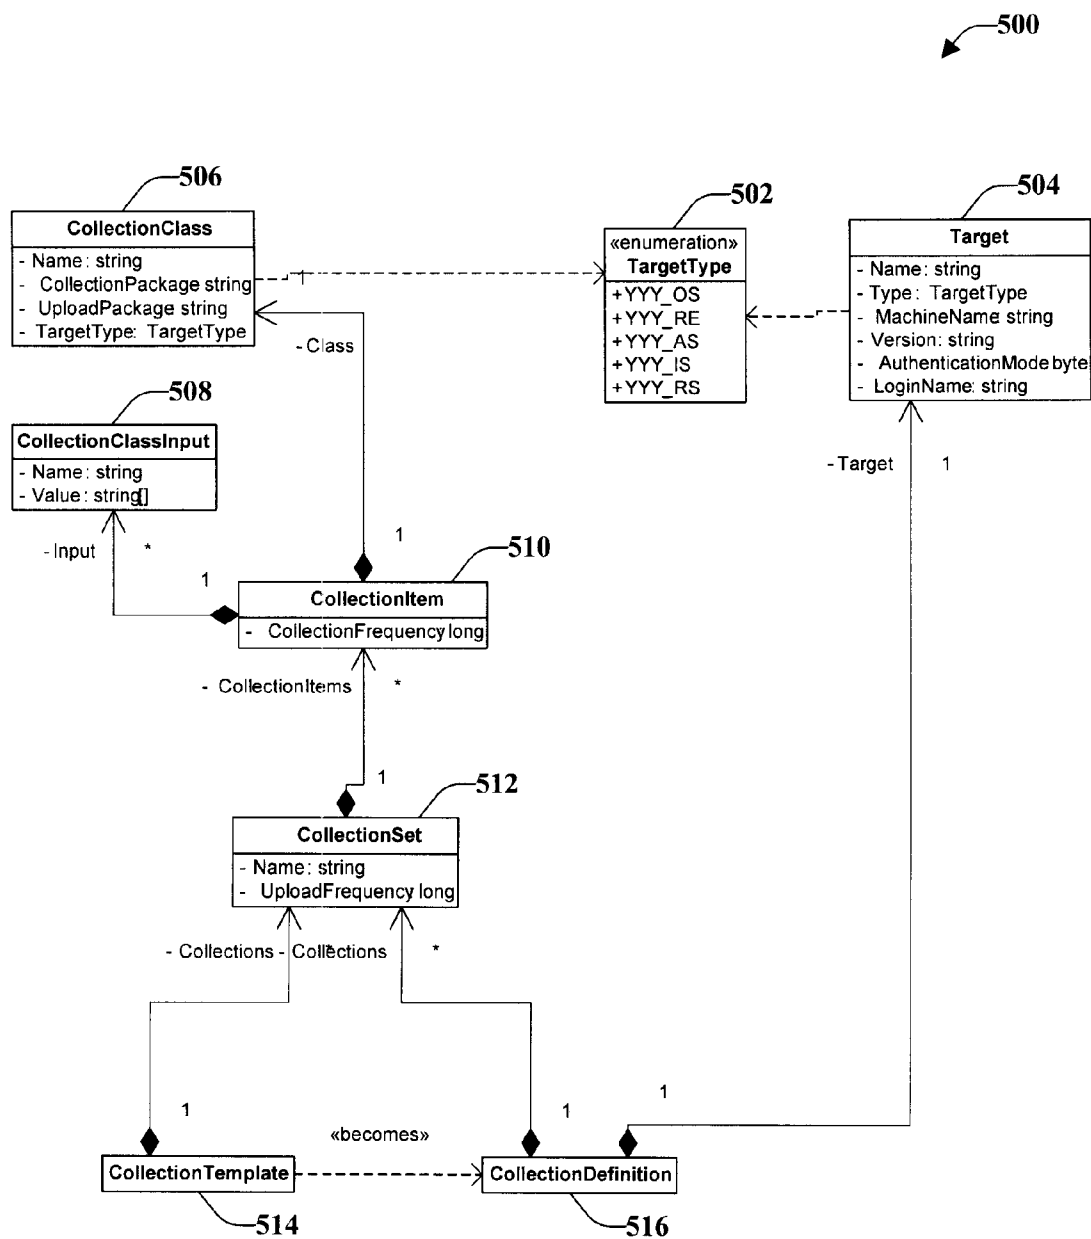 500
506
CollectionClass
- Name : string
- CollectionPackage string
- UploadPackage string
- TargetType: TargetType
1
502
«enumeration»
TargetType
+YYY_OS
+YYY_RE
+YYY_AS
+YYY_IS
+YYY_RS
504
Target
- Name : string
- Type : TargetType
- MachineName string
- Version : string
- AuthenticationMode byte
- LoginName: string
- Class
508
CollectionClassInput
- Name : string
- Value : string[]
- Target 1
- Input *
1
1
510
CollectionItem
- CollectionFrequency long
- CollectionItems *
1
512
CollectionSet
- Name : string
- UploadFrequency long
- Collections - Collections *
*
1
1
1
«becomes»
CollectionTemplate
CollectionDefinition
514
516